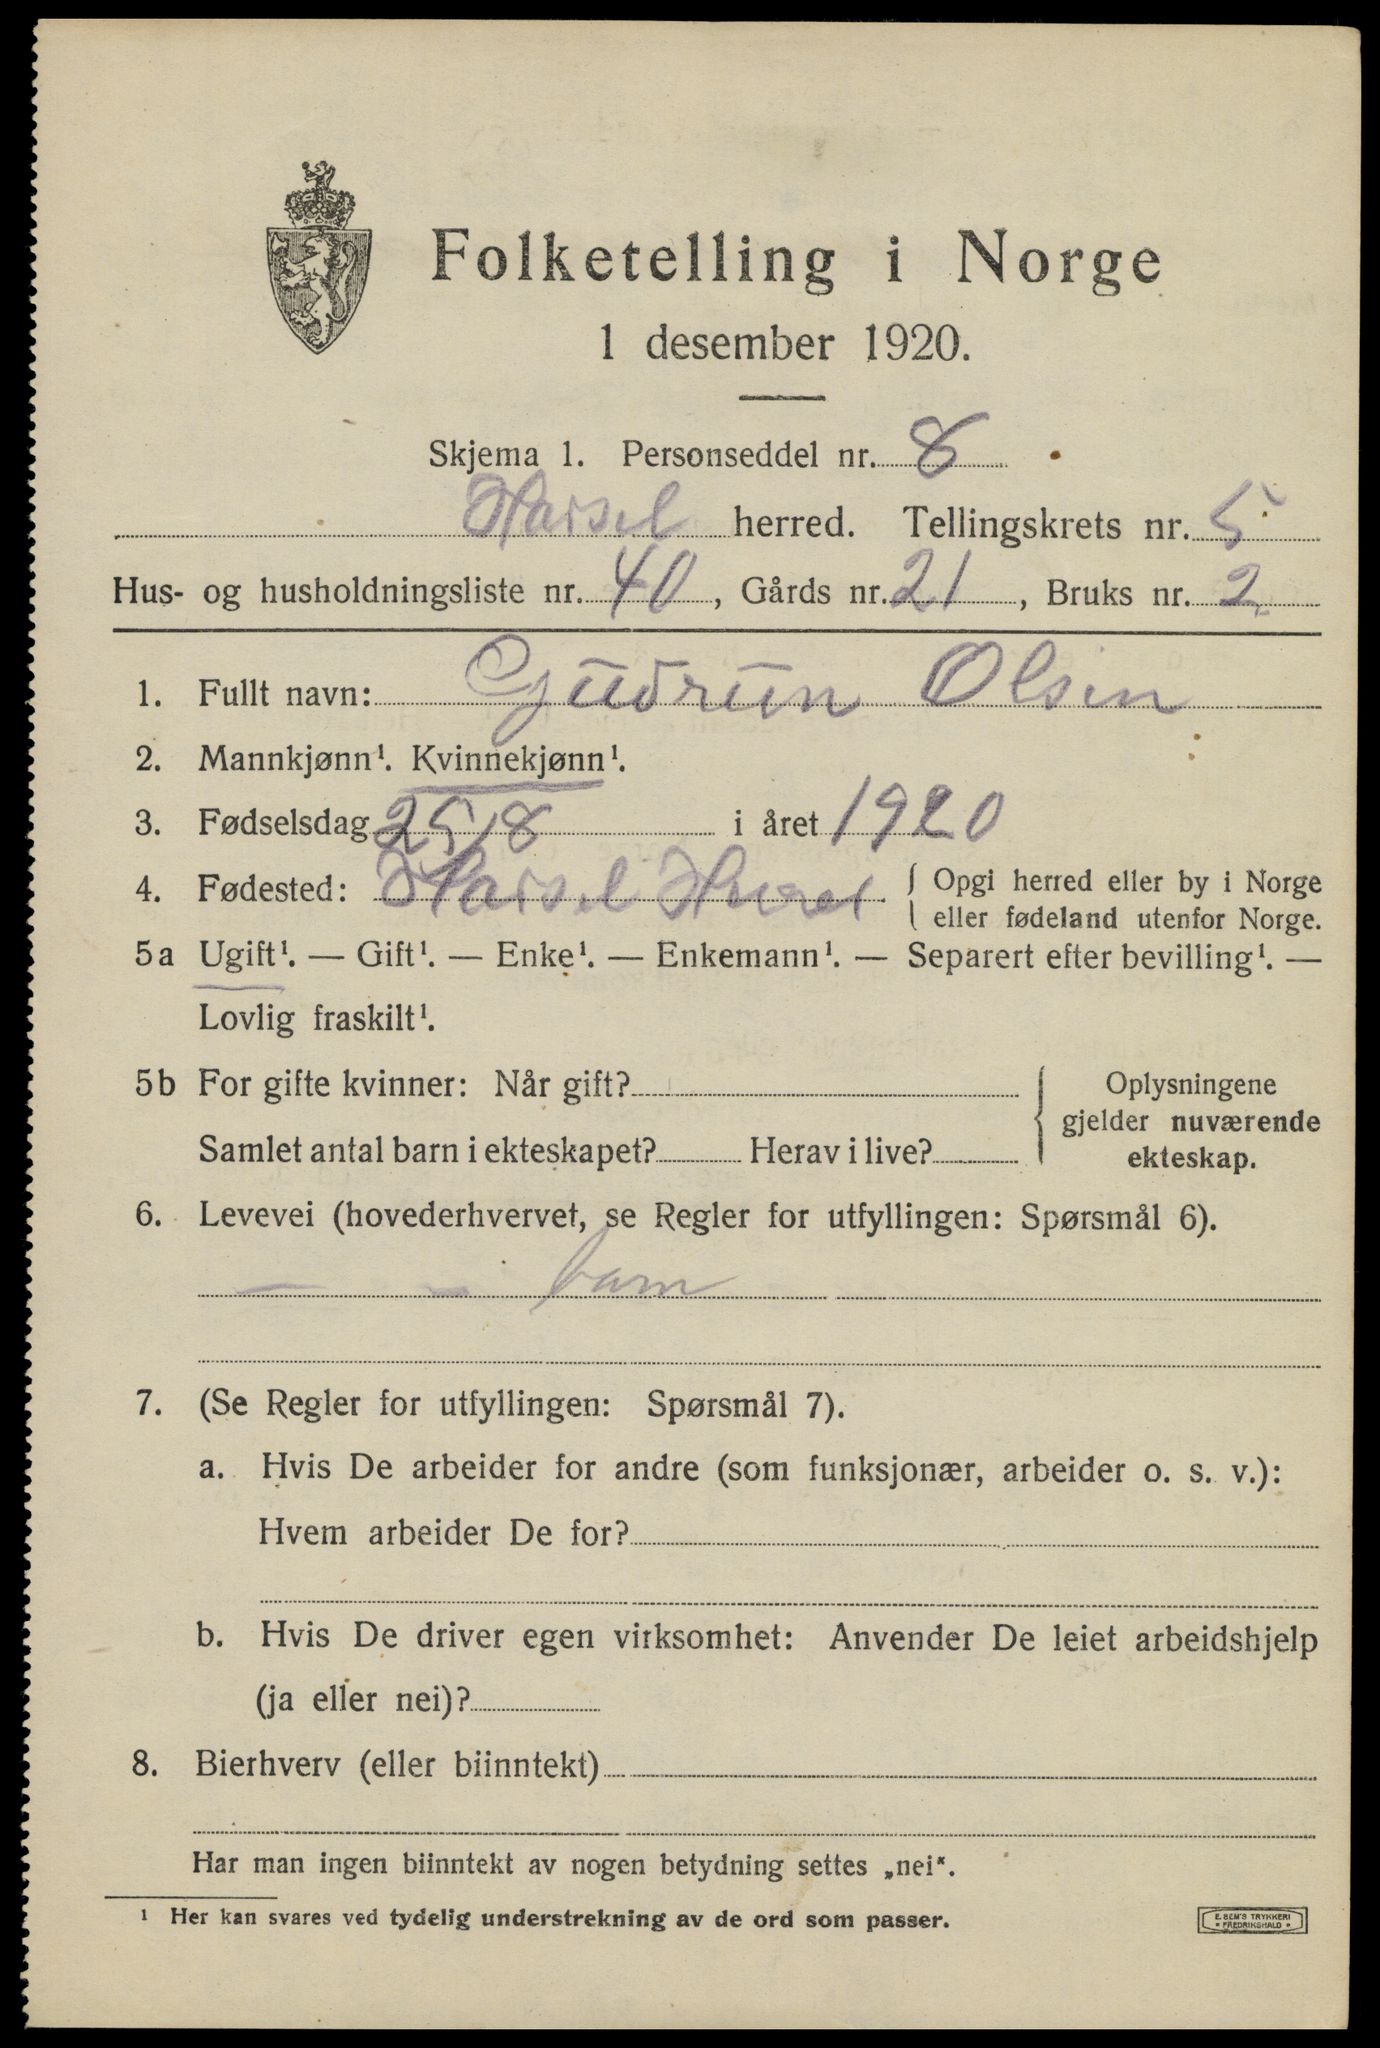 Folketelling i Norge
1 desember 1920.
Skjema 1. Personseddel nr. 8
Hadsel herred. Tellingskrets nr. 5
Hus- og husholdningsliste nr. 40, Gårds nr. 21, Bruks nr. 2.
1. Fullt navn: Gudrun Olsen
2. Mannkjønn¹. Kvinnekjønn¹.
3. Fødselsdag 25/8 i året 1920
4. Fødested: Hadsel { Opgi herred eller by i Norge
eller fødeland utenfor Norge.
5a Ugift¹. — Gift¹. — Enke¹. — Enkemann¹. — Separert efter bevilling¹. —
Lovlig fraskilt¹.
5b For gifte kvinner: Når gift? { Oplysningene
gjelder nuværende
Samlet antal barn i ekteskapet? Herav i live? ekteskap.
6. Levevei (hovederhvervet, se Regler for utfyllingen: Spørsmål 6).
— - barn
7. (Se Regler for utfyllingen: Spørsmål 7).
a. Hvis De arbeider for andre (som funksjonær, arbeider o. s. v.):
Hvem arbeider De for?
b. Hvis De driver egen virksomhet: Anvender De leiet arbeidshjelp
(ja eller nei)?
8. Bierhverv (eller biinntekt)
Har man ingen biinntekt av nogen betydning settes „nei".
¹ Her kan svares ved tydelig understrekning av de ord som passer.
E. SEM'S TRYKKERI
• FREDRIKSHALD •